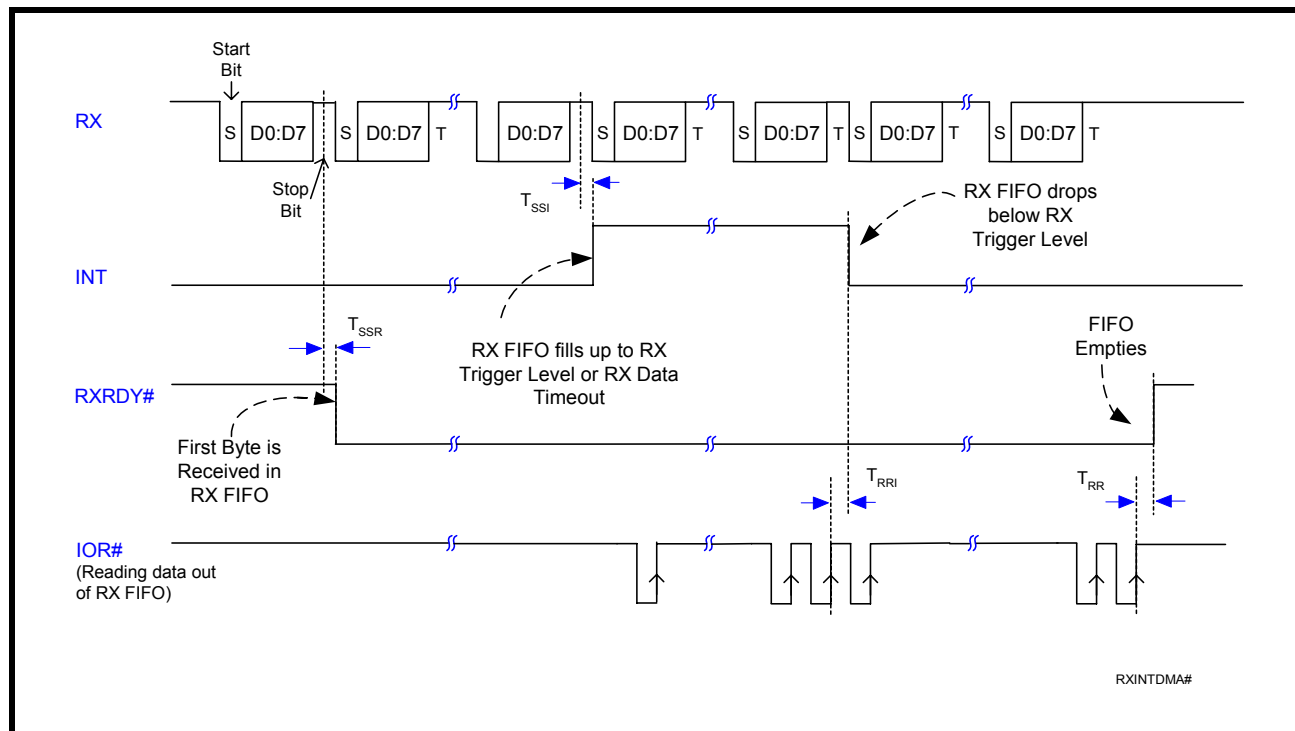 Start
Bit
RX
S D0:D7 S D0:D7 T D0:D7 S D0:D7 T S D0:D7 T S D0:D7 T S D0:D7 T
Stop
Bit
TSSI
RX FIFO drops
below RX
Trigger Level
INT
TSSR
RX FIFO fills up to RX
Trigger Level or RX Data
Timeout
FIFO
Empties
RXRDY#
First Byte is
Received in
RX FIFO
TRRI
TRR
IOR#
(Reading data out
of RX FIFO)
RXINTDMA#